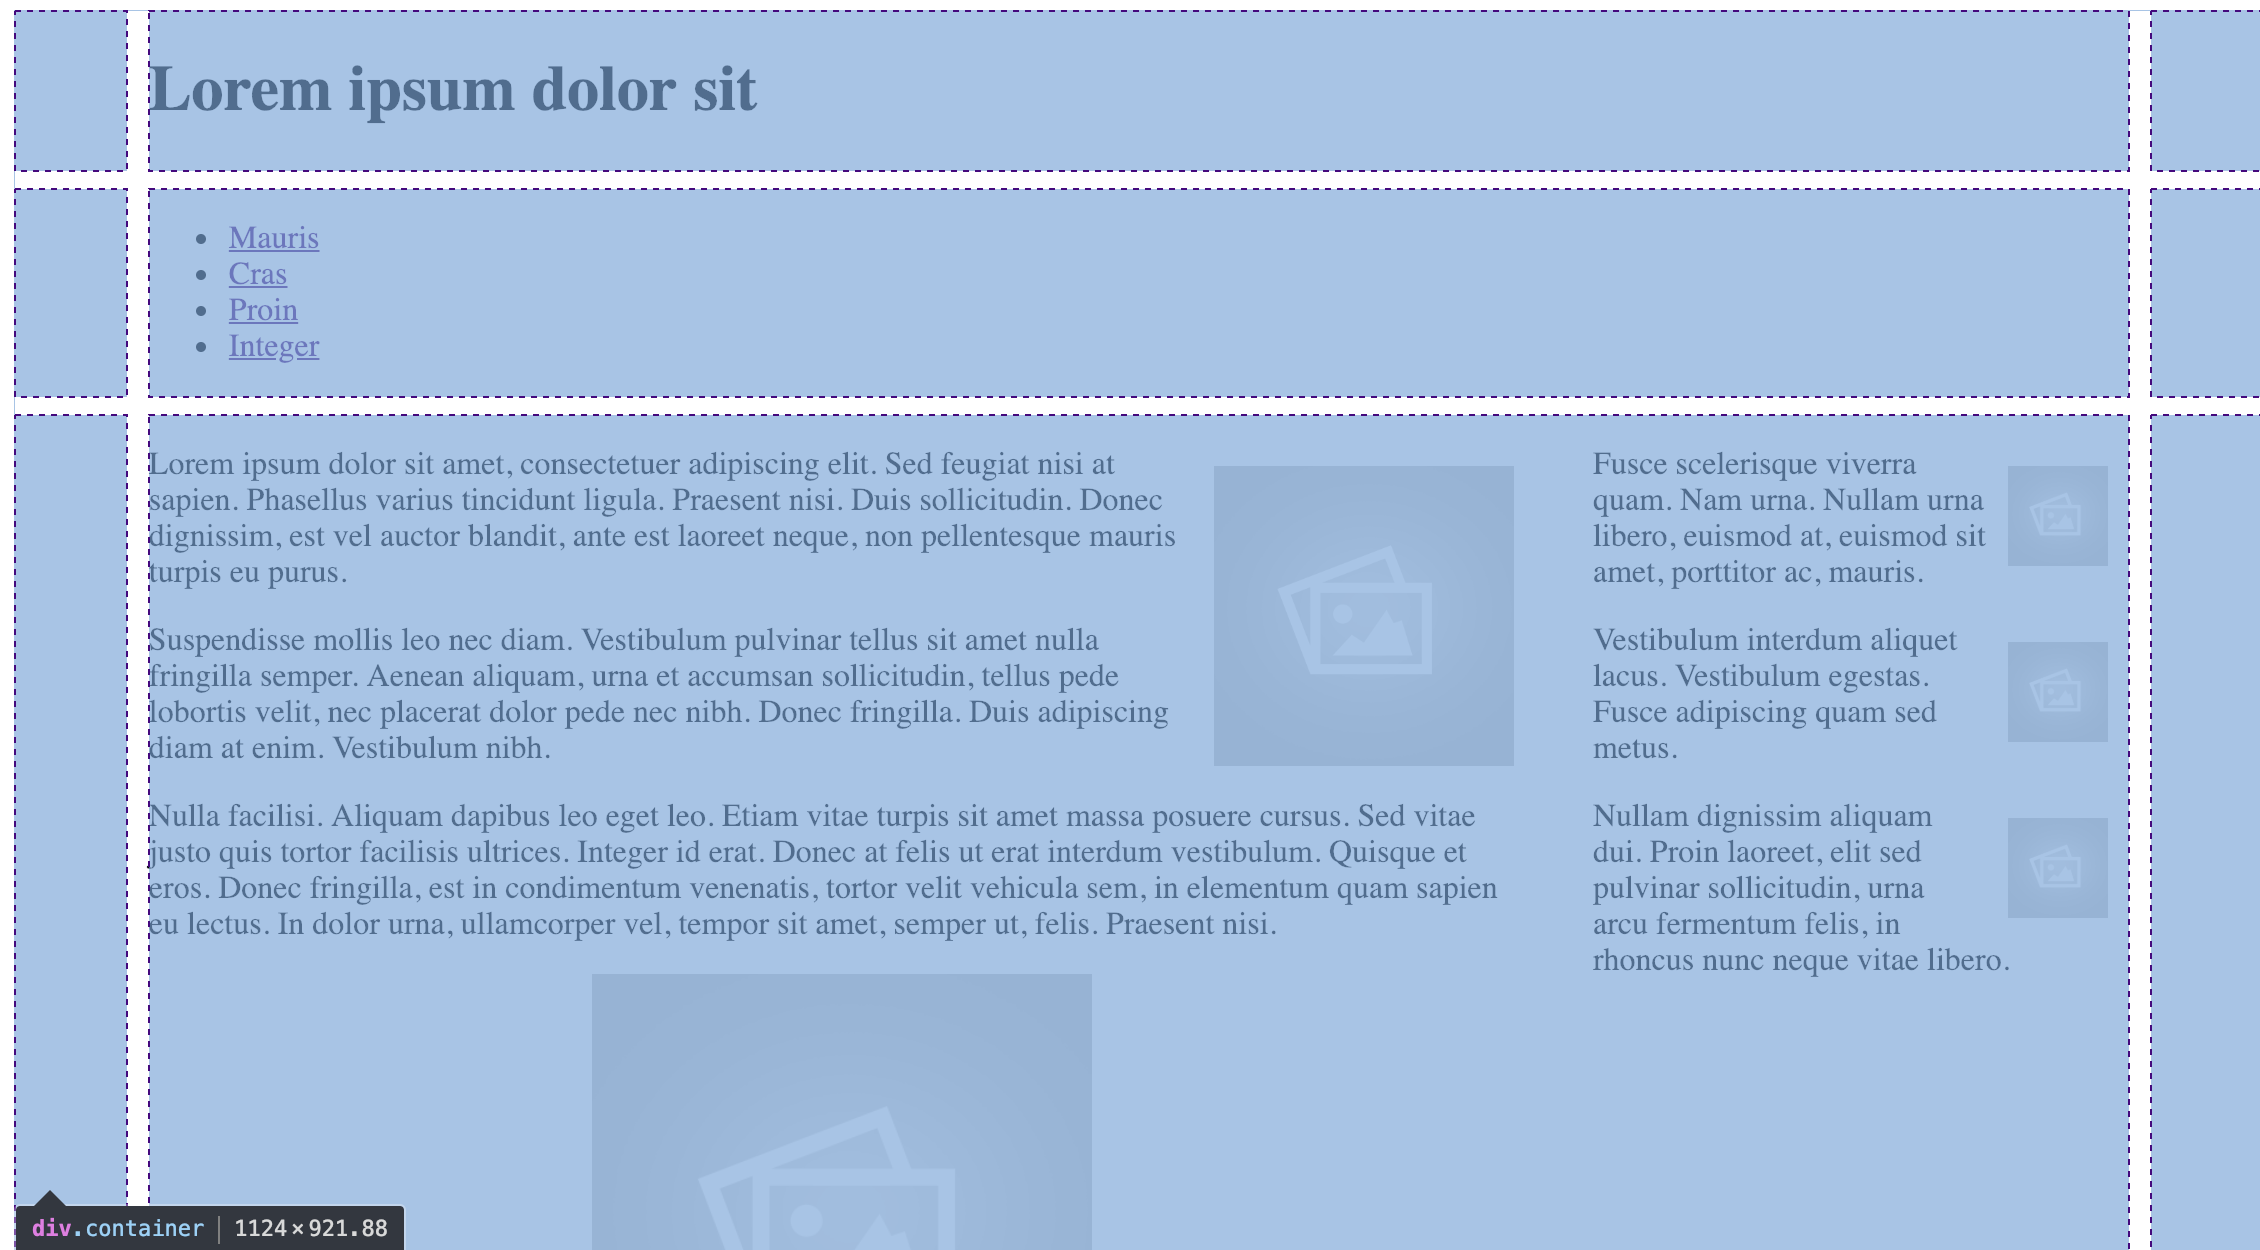 Lorem ipsum dolor sit
Mauris
Cras
Proin
Integer
Lorem ipsum dolor sit amet, consectetuer adipiscing elit. Sed feugiat nisi at
sapien. Phasellus varius tincidunt ligula. Praesent nisi. Duis sollicitudin. Donec
dignissim, est vel auctor blandit, ante est laoreet neque, non pellentesque mauris
turpis eu purus.
Suspendisse mollis leo nec diam. Vestibulum pulvinar tellus sit amet nulla
fringilla semper. Aenean aliquam, urna et accumsan sollicitudin, tellus pede
lobortis velit, nec placerat dolor pede nec nibh. Donec fringilla. Duis adipiscing
diam at enim. Vestibulum nibh.
Nulla facilisi. Aliquam dapibus leo eget leo. Etiam vitae turpis sit amet massa posuere cursus. Sed vitae
justo quis tortor facilisis ultrices. Integer id erat. Donec at felis ut erat interdum vestibulum. Quisque et
eros. Donec fringilla, est in condimentum venenatis, tortor velit vehicula sem, in elementum quam sapien
eu lectus. In dolor urna, ullamcorper vel, tempor sit amet, semper ut, felis. Praesent nisi.
Fusce scelerisque viverra
quam. Nam urna. Nullam urna
libero, euismod at, euismod sit
amet, porttitor ac, mauris.
Vestibulum interdum aliquet
lacus. Vestibulum egestas.
Fusce adipiscing quam sed
metus.
Nullam dignissim aliquam
dui. Proin laoreet, elit sed
pulvinar sollicitudin, urna
arcu fermentum felis, in
rhoncus nunc neque vitae libero.
div.container 1124×921.88